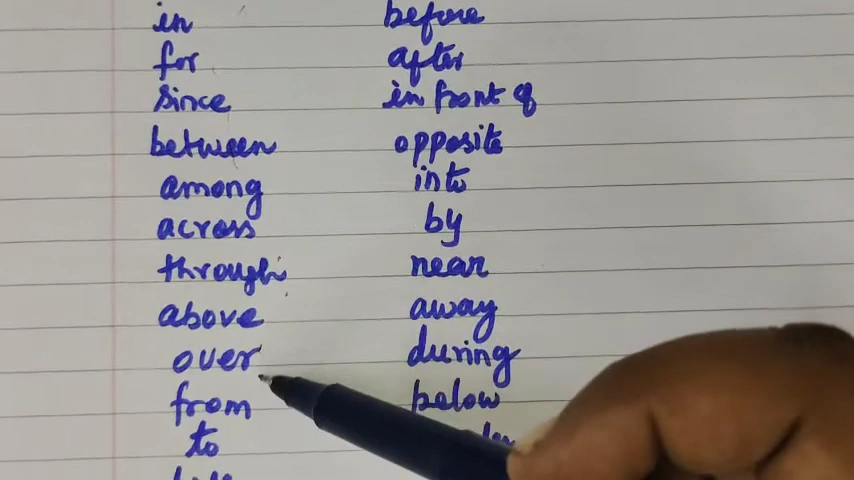 in before
for after
since in front of
between opposite
among into
across by
through near
above away
over during
from below
to